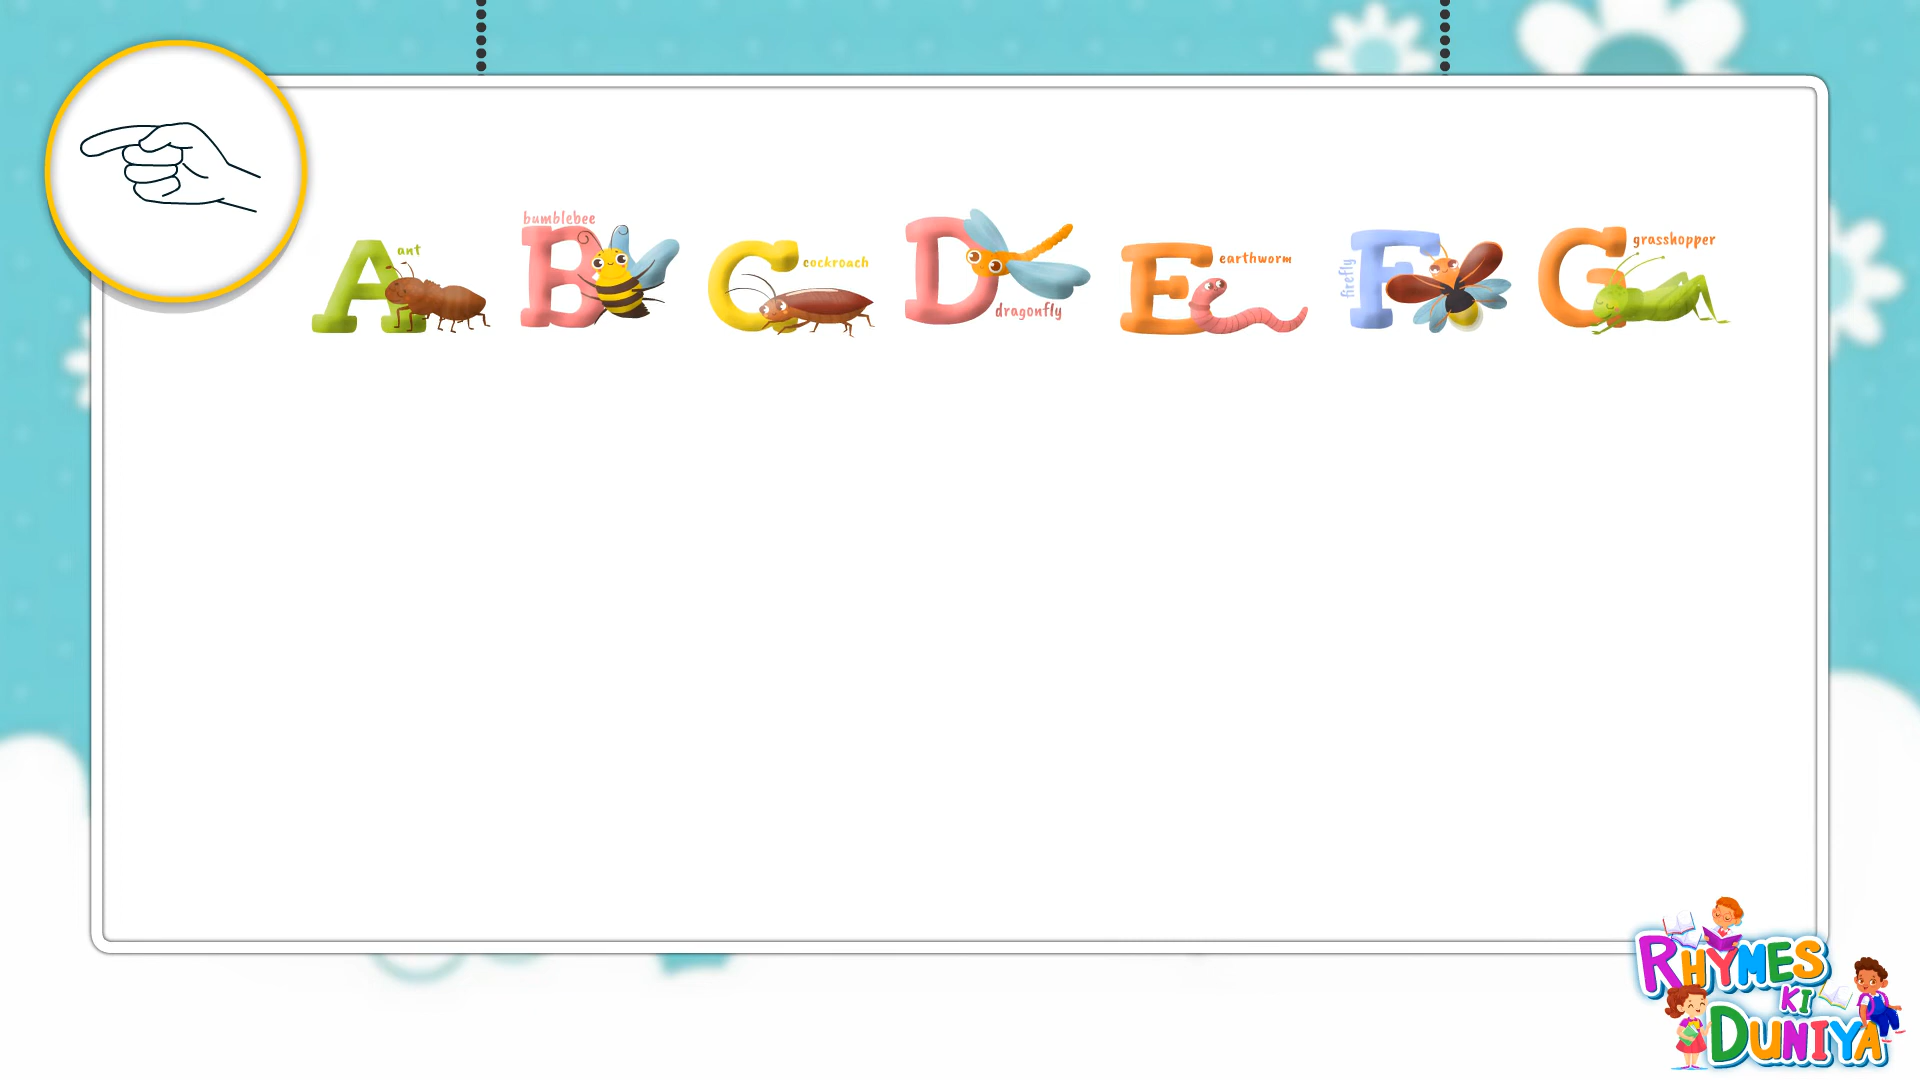 A ant
B bumblebee
C cockroach
D dragonfly
E earthworm
F firefly
G grasshopper
RHYMES
KI
DUNIYA